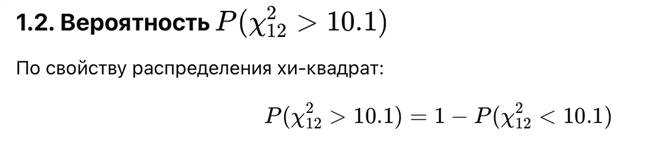 1.2. Вероятность P(χ²₁₂ > 10.1)
По свойству распределения хи-квадрат:
P(χ²₁₂ > 10.1) = 1 − P(χ²₁₂ < 10.1)